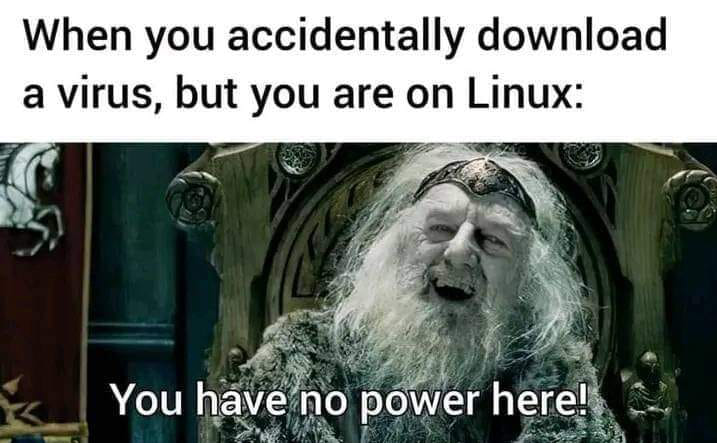 When you accidentally download
a virus, but you are on Linux:
You have no power here!